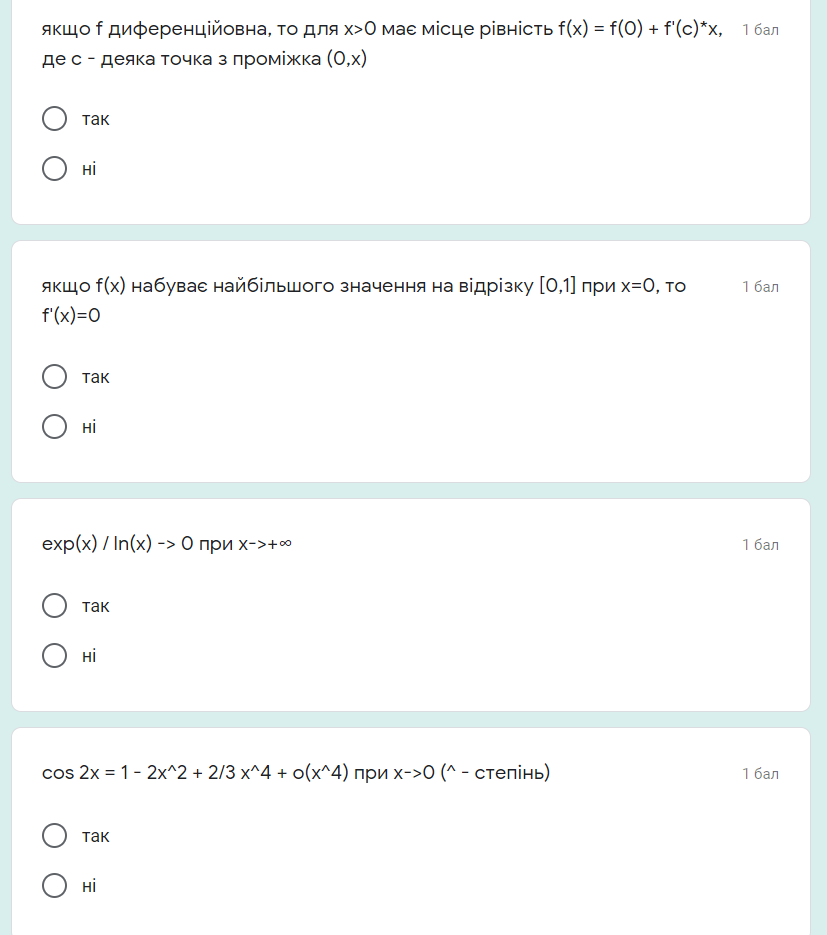 якщо f диференційовна, то для x>0 має місце рівність f(x) = f(0) + f'(c)*x, 1 бал
де c - деяка точка з проміжка (0,x)
так
ні
якщо f(x) набуває найбільшого значення на відрізку [0,1] при x=0, то 1 бал
f'(x)=0
так
ні
exp(x) / ln(x) -> 0 при x->+∞ 1 бал
так
ні
cos 2x = 1 - 2x^2 + 2/3 x^4 + o(x^4) при x->0 (^ - степінь) 1 бал
так
ні